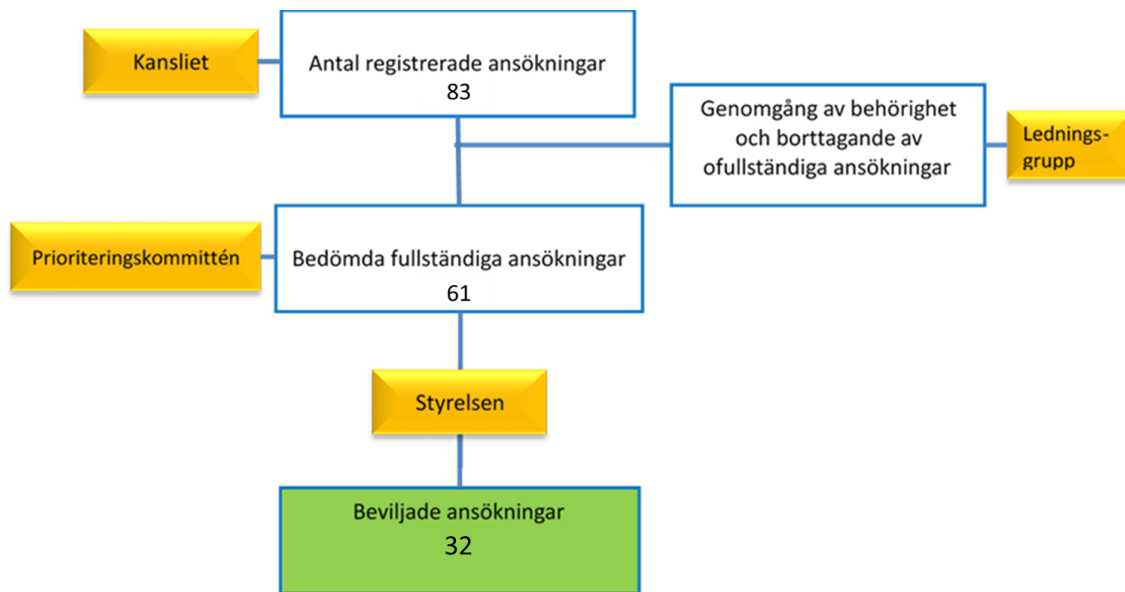 Kansliet
Antal registrerade ansökningar
83
Genomgång av behörighet
och borttagande av
ofullständiga ansökningar
Lednings-
grupp
Prioriteringskommittén
Bedömda fullständiga ansökningar
61
Styrelsen
Beviljade ansökningar
32